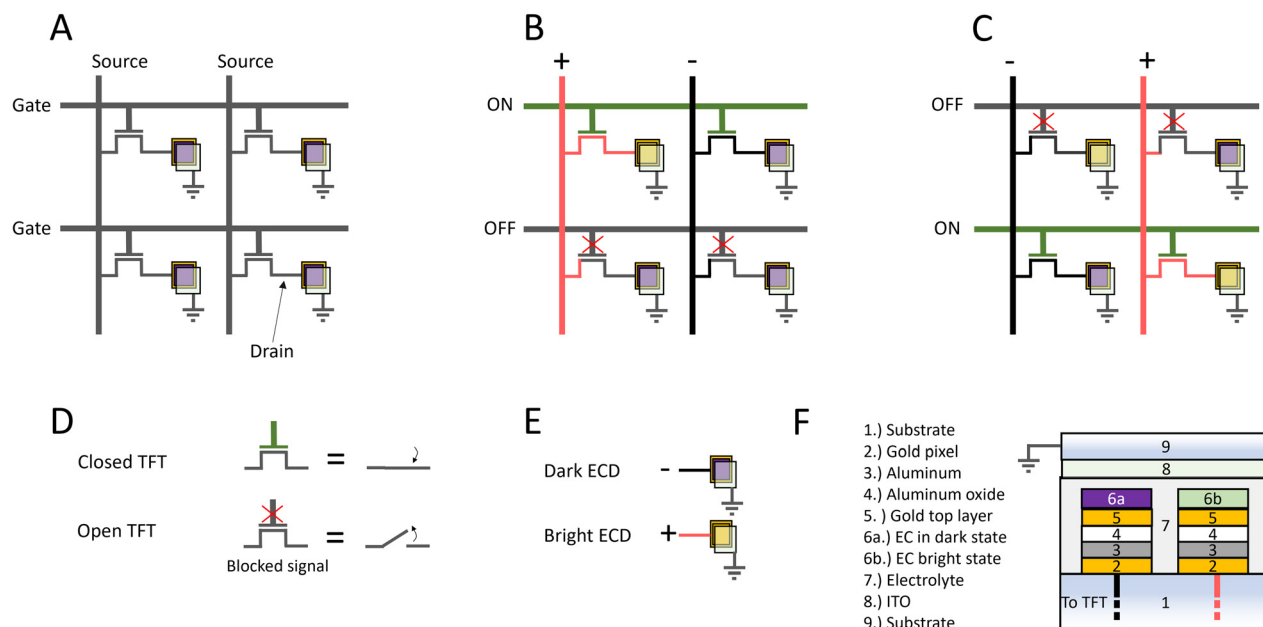 A
Source
Source
Gate
Gate
Drain
B
+
-
ON
OFF
C
-
+
OFF
ON
D
Closed TFT
=
Open TFT
=
Blocked signal
E
Dark ECD
-
Bright ECD
+
F
1.) Substrate
2.) Gold pixel
3.) Aluminum
4.) Aluminum oxide
5. ) Gold top layer
6a.) EC in dark state
6b.) EC bright state
7.) Electrolyte
8.) ITO
9.) Substrate
9
8
6a
6b
5
5
7
4
4
3
3
2
2
To TFT
1